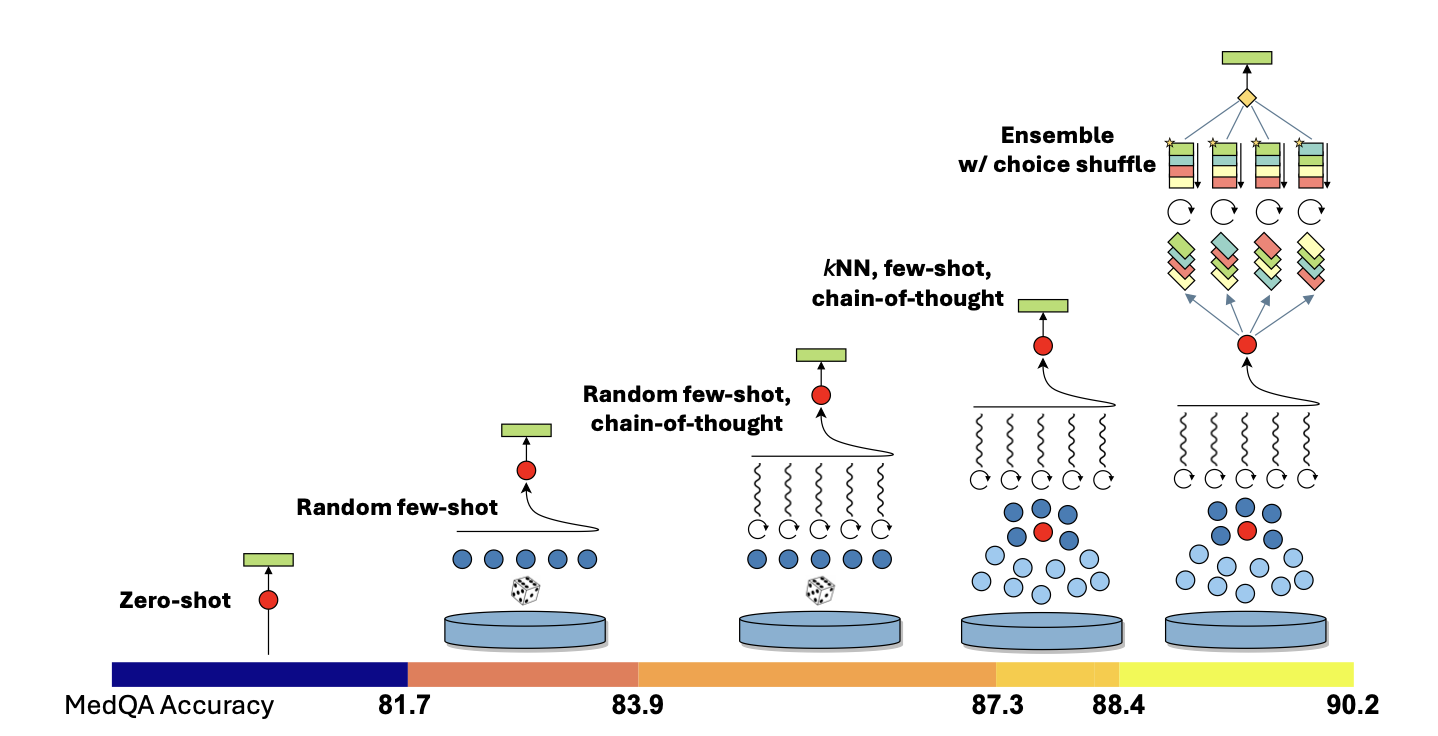 Ensemble
w/ choice shuffle
kNN, few-shot,
chain-of-thought
Random few-shot,
chain-of-thought
Random few-shot
Zero-shot
MedQA Accuracy 81.7 83.9 87.3 88.4 90.2